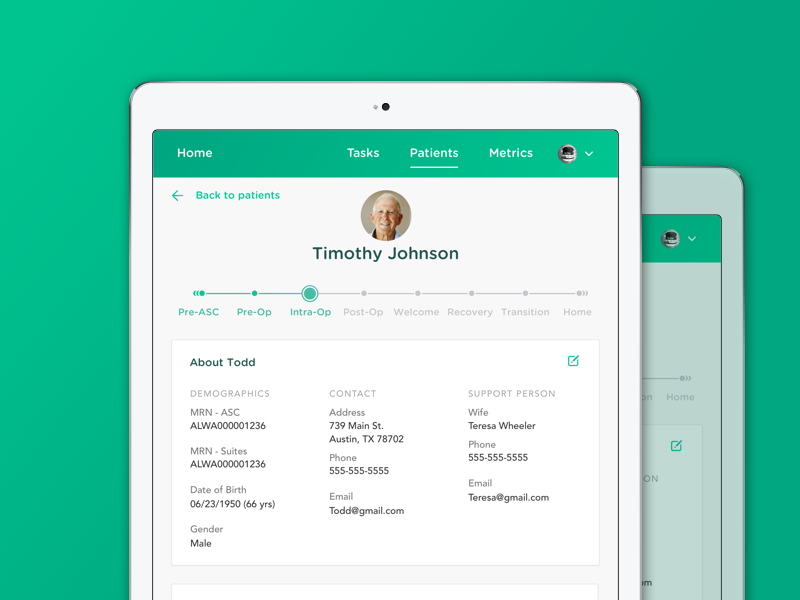 Home Tasks Patients Metrics
Back to patients
Timothy Johnson
Pre-ASC Pre-Op Intra-Op Post-Op Welcome Recovery Transition Home
About Todd
DEMOGRAPHICS
MRN - ASC
ALWA000001236
MRN - Suites
ALWA000001236
Date of Birth
06/23/1950 (66 yrs)
Gender
Male
CONTACT
Address
739 Main St.
Austin, TX 78702
Phone
555-555-5555
Email
Todd@gmail.com
SUPPORT PERSON
Wife
Teresa Wheeler
Phone
555-555-5555
Email
Teresa@gmail.com
on Home
ON
om